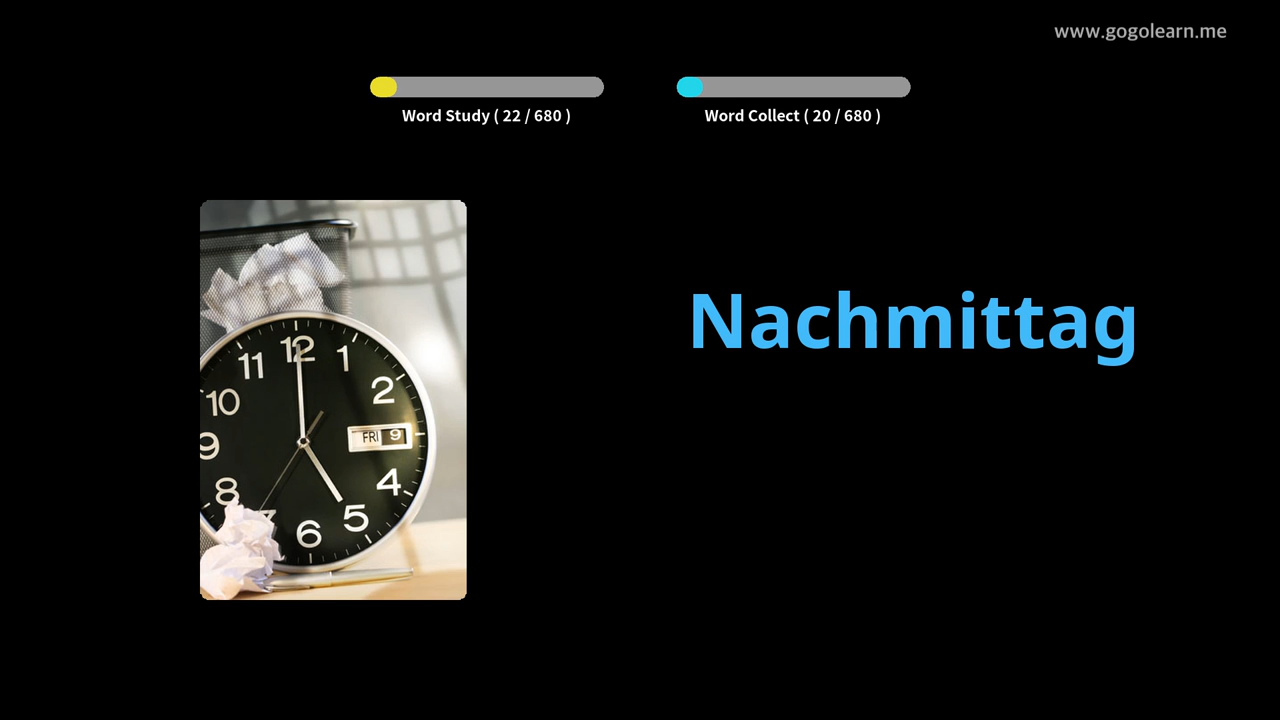 www.gogolearn.me
Word Study ( 22 / 680 )
Word Collect ( 20 / 680 )
Nachmittag
12
11
1
10
2
9
FRI 9
8
4
7
5
6